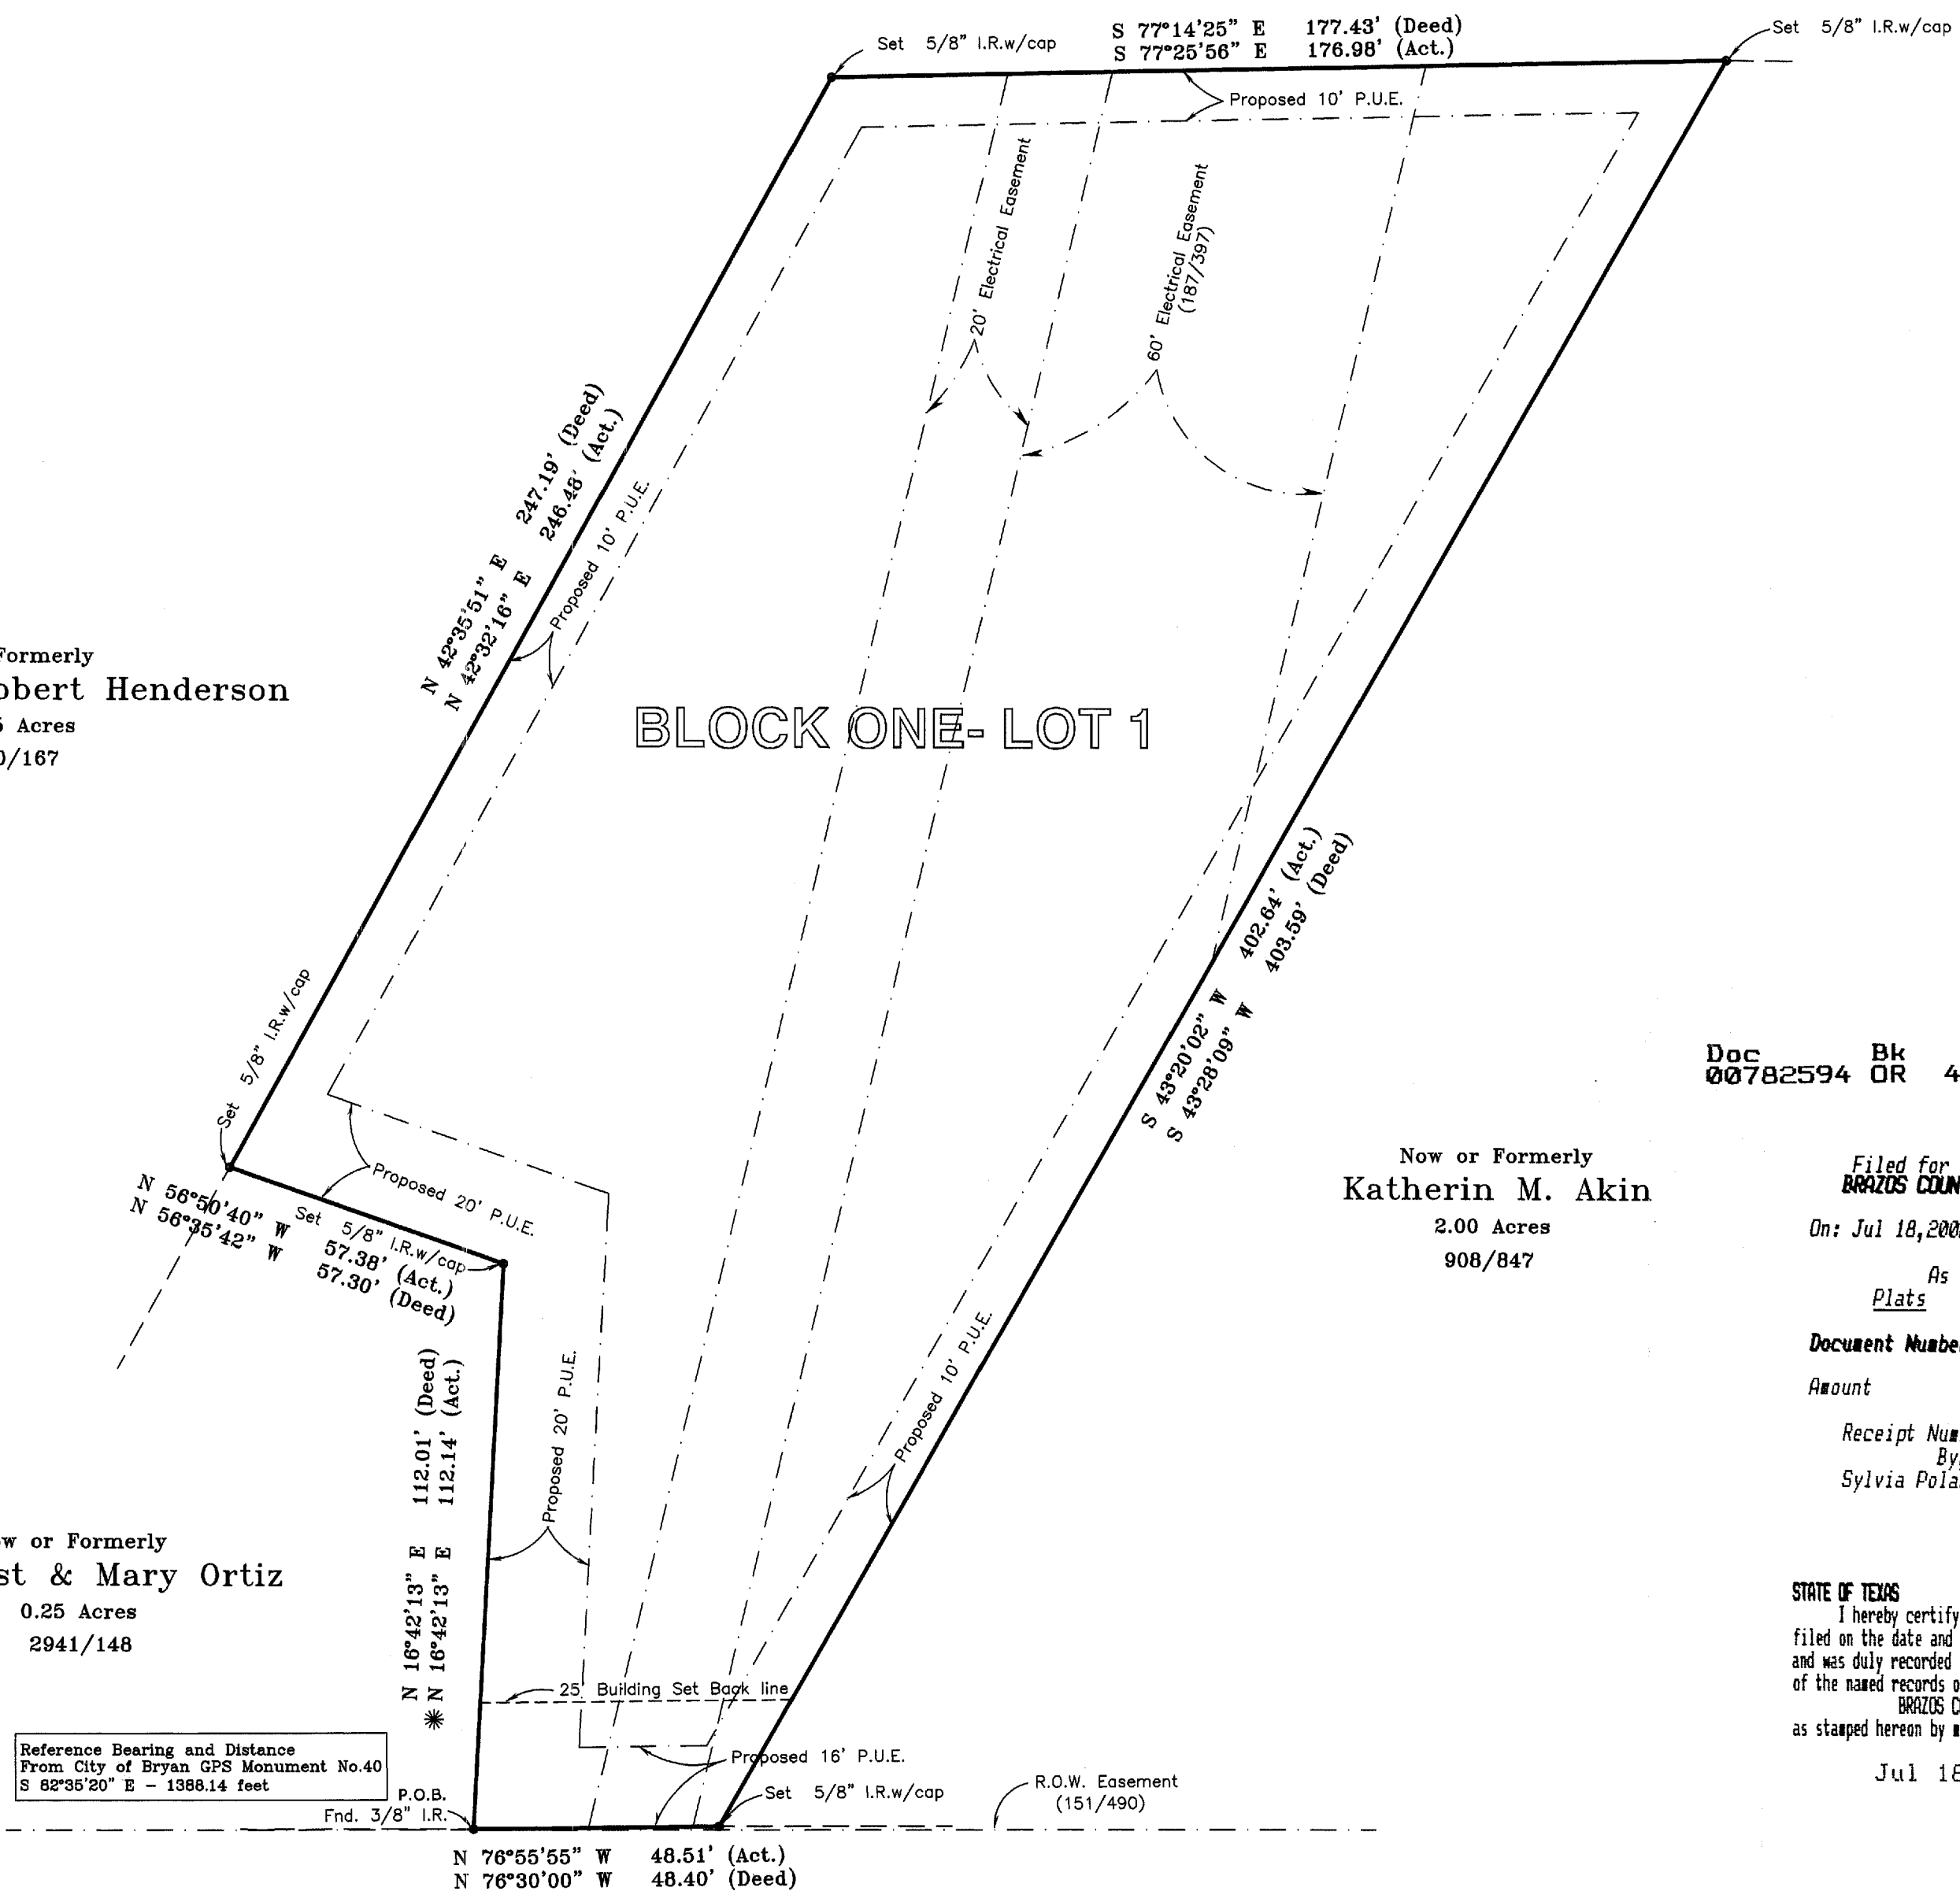 S 77°14'25" E 177.43' (Deed)
S 77°25'56" E 176.98' (Act.)
Set 5/8" I.R.w/cap
Set 5/8" I.R.w/cap
Proposed 10' P.U.E.
20' Electrical Easement
60' Electrical Easement
(187/397)
N 42°35'51" E 247.19' (Deed)
N 42°32'16" E 246.48' (Act.)
Proposed 10' P.U.E.
Formerly
obert Henderson
Acres
/167
BLOCK ONE- LOT 1
S 43°20'02" W 402.64' (Act.)
S 43°28'09" W 403.59' (Deed)
Set 5/8" I.R.w/cap
Proposed 20' P.U.E.
Set 5/8" I.R.w/cap
N 56°50'40" W 57.38' (Act.)
N 56°35'42" W 57.30' (Deed)
Now or Formerly
Katherin M. Akin
2.00 Acres
908/847
Doc Bk
00782594 OR 4
Filed for
BRAZOS COUN
On: Jul 18,200
As
Plats
Document Numbe
Amount
Receipt Num
By
Sylvia Pola
N 16°42'13" E 112.01' (Deed)
✳N 16°42'13" E 112.14' (Act.)
Proposed 20' P.U.E.
Proposed 10' P.U.E.
w or Formerly
st & Mary Ortiz
0.25 Acres
2941/148
STATE OF TEXAS
I hereby certify
filed on the date and
and was duly recorded
of the named records o
BRAZOS C
as stamped hereon by m
Jul 18
25' Building Set Back line
Proposed 16' P.U.E.
Reference Bearing and Distance
From City of Bryan GPS Monument No.40
S 82°35'20" E - 1388.14 feet
P.O.B.
Fnd. 3/8" I.R.
Set 5/8" I.R.w/cap
R.O.W. Easement
(151/490)
N 76°55'55" W 48.51' (Act.)
N 76°30'00" W 48.40' (Deed)